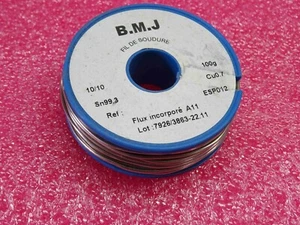 B.M.J
FIL DE SOUDURE
10/10
100g
Sn99,3
Cu0.7
Ref :
ESP012
Flux incorporé A11
Lot :7926/3863-22.11